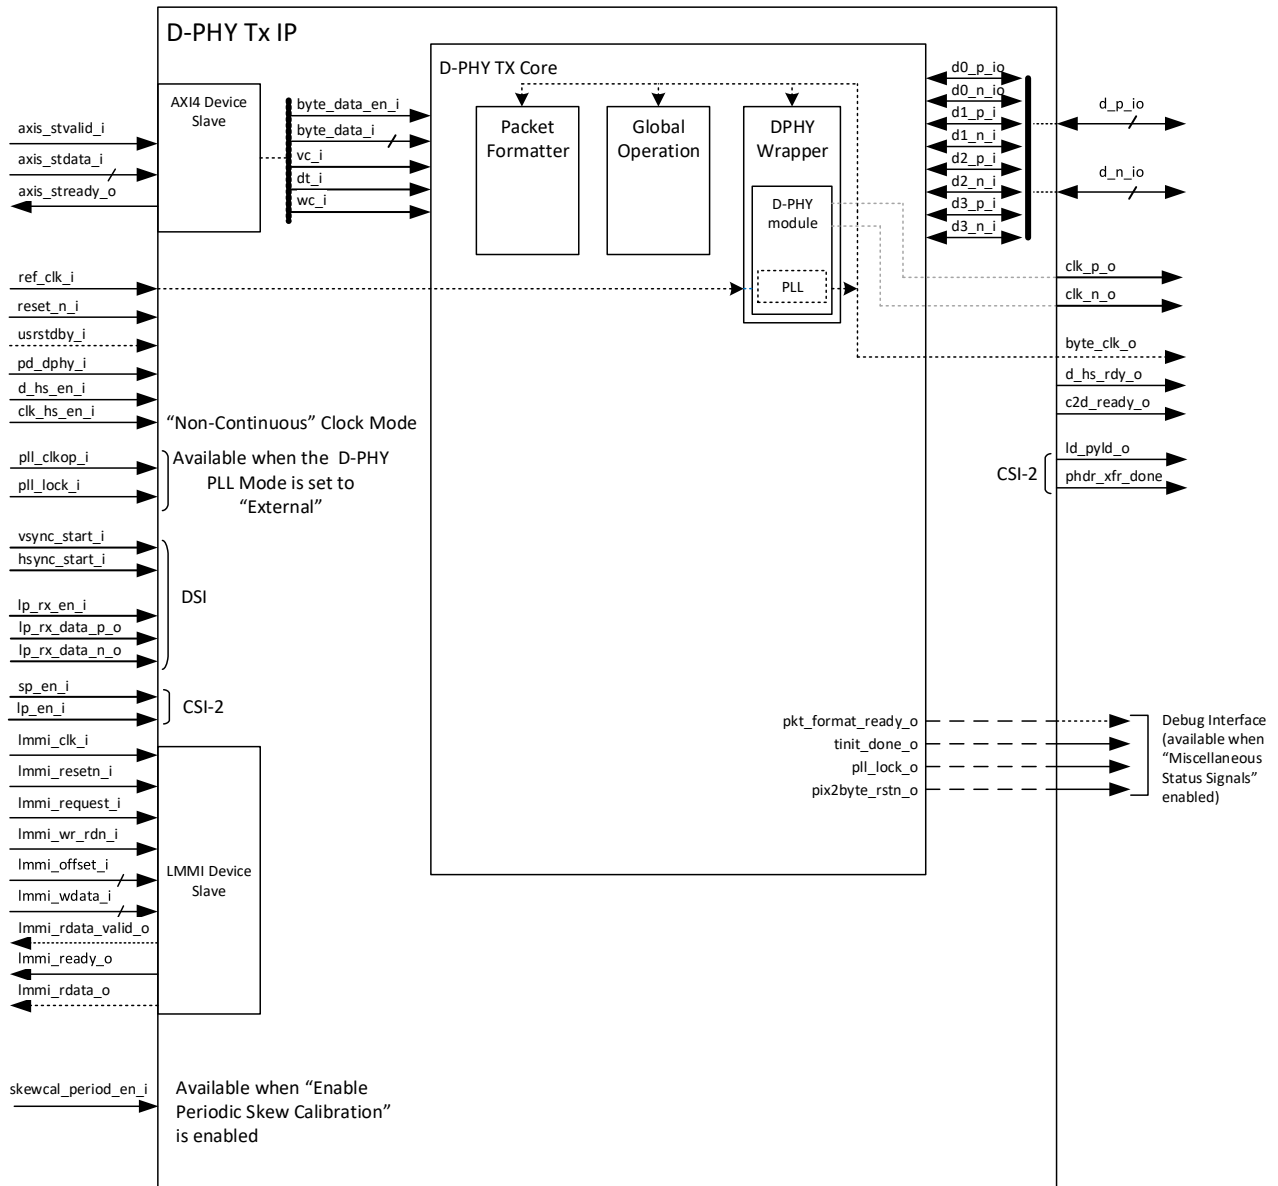 D-PHY Tx IP
D-PHY TX Core
AXI4 Device
Slave
axis_stvalid_i
axis_stdata_i
axis_stready_o
byte_data_en_i
byte_data_i
vc_i
dt_i
wc_i
Packet
Formatter
Global
Operation
DPHY
Wrapper
D-PHY
module
PLL
d0_p_io
d0_n_io
d1_p_i
d1_n_i
d2_p_i
d2_n_i
d3_p_i
d3_n_i
d_p_io
d_n_io
ref_clk_i
reset_n_i
usrstdby_i
pd_dphy_i
d_hs_en_i
clk_hs_en_i
"Non-Continuous" Clock Mode
clk_p_o
clk_n_o
byte_clk_o
d_hs_rdy_o
c2d_ready_o
pll_clkop_i
pll_lock_i
Available when the D-PHY
PLL Mode is set to
"External"
CSI-2
ld_pyld_o
phdr_xfr_done
vsync_start_i
hsync_start_i
lp_rx_en_i
lp_rx_data_p_o
lp_rx_data_n_o
DSI
sp_en_i
lp_en_i
CSI-2
lmmi_clk_i
lmmi_resetn_i
lmmi_request_i
lmmi_wr_rdn_i
lmmi_offset_i
lmmi_wdata_i
lmmi_rdata_valid_o
lmmi_ready_o
lmmi_rdata_o
LMMI Device
Slave
pkt_format_ready_o
tinit_done_o
pll_lock_o
pix2byte_rstn_o
Debug Interface
(available when
"Miscellaneous
Status Signals"
enabled)
skewcal_period_en_i
Available when "Enable
Periodic Skew Calibration"
is enabled